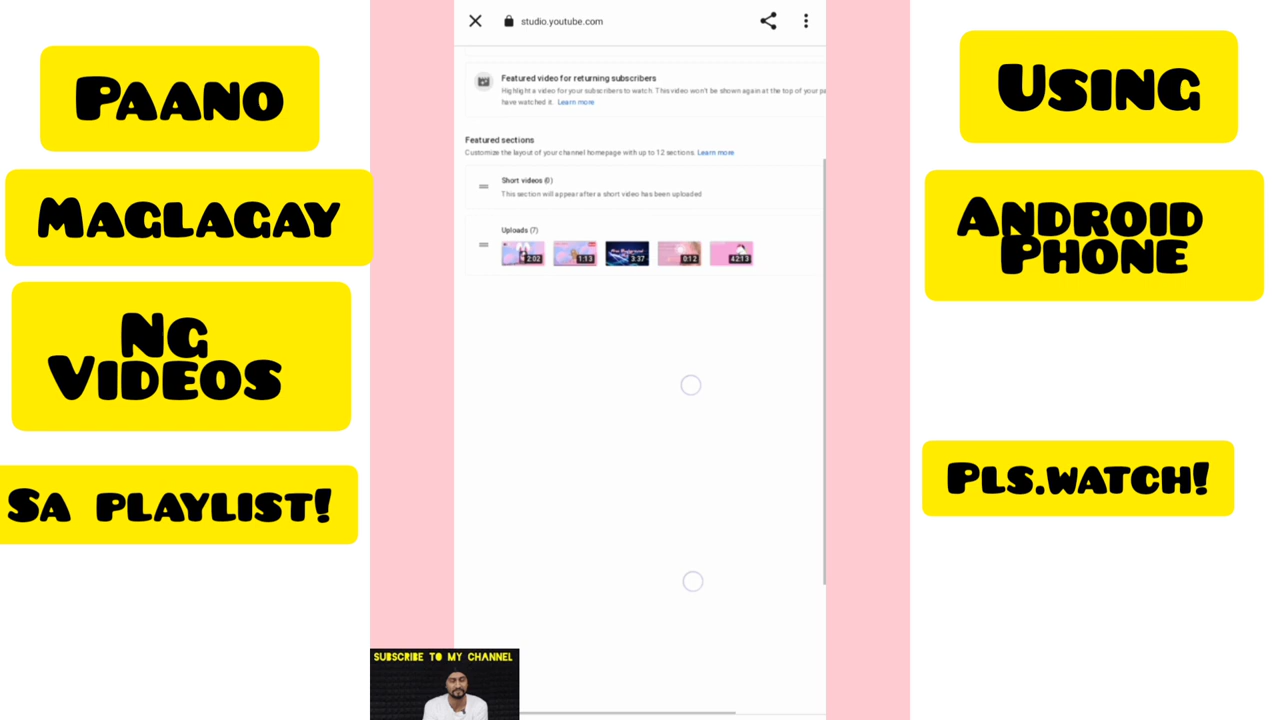 Paano
Maglagay
Ng
Videos
Sa playlist!
studio.youtube.com
Featured video for returning subscribers
Highlight a video for your subscribers to watch. This video won't be shown again at the top of your pa
have watched it. Learn more
Featured sections
Customize the layout of your channel homepage with up to 12 sections. Learn more
Short videos (0)
This section will appear after a short video has been uploaded
Uploads (7)
2:02
1:13
3:37
0:12
42:13
SUBSCRIBE TO MY CHANNEL
Using
Android
Phone
Pls.watch!